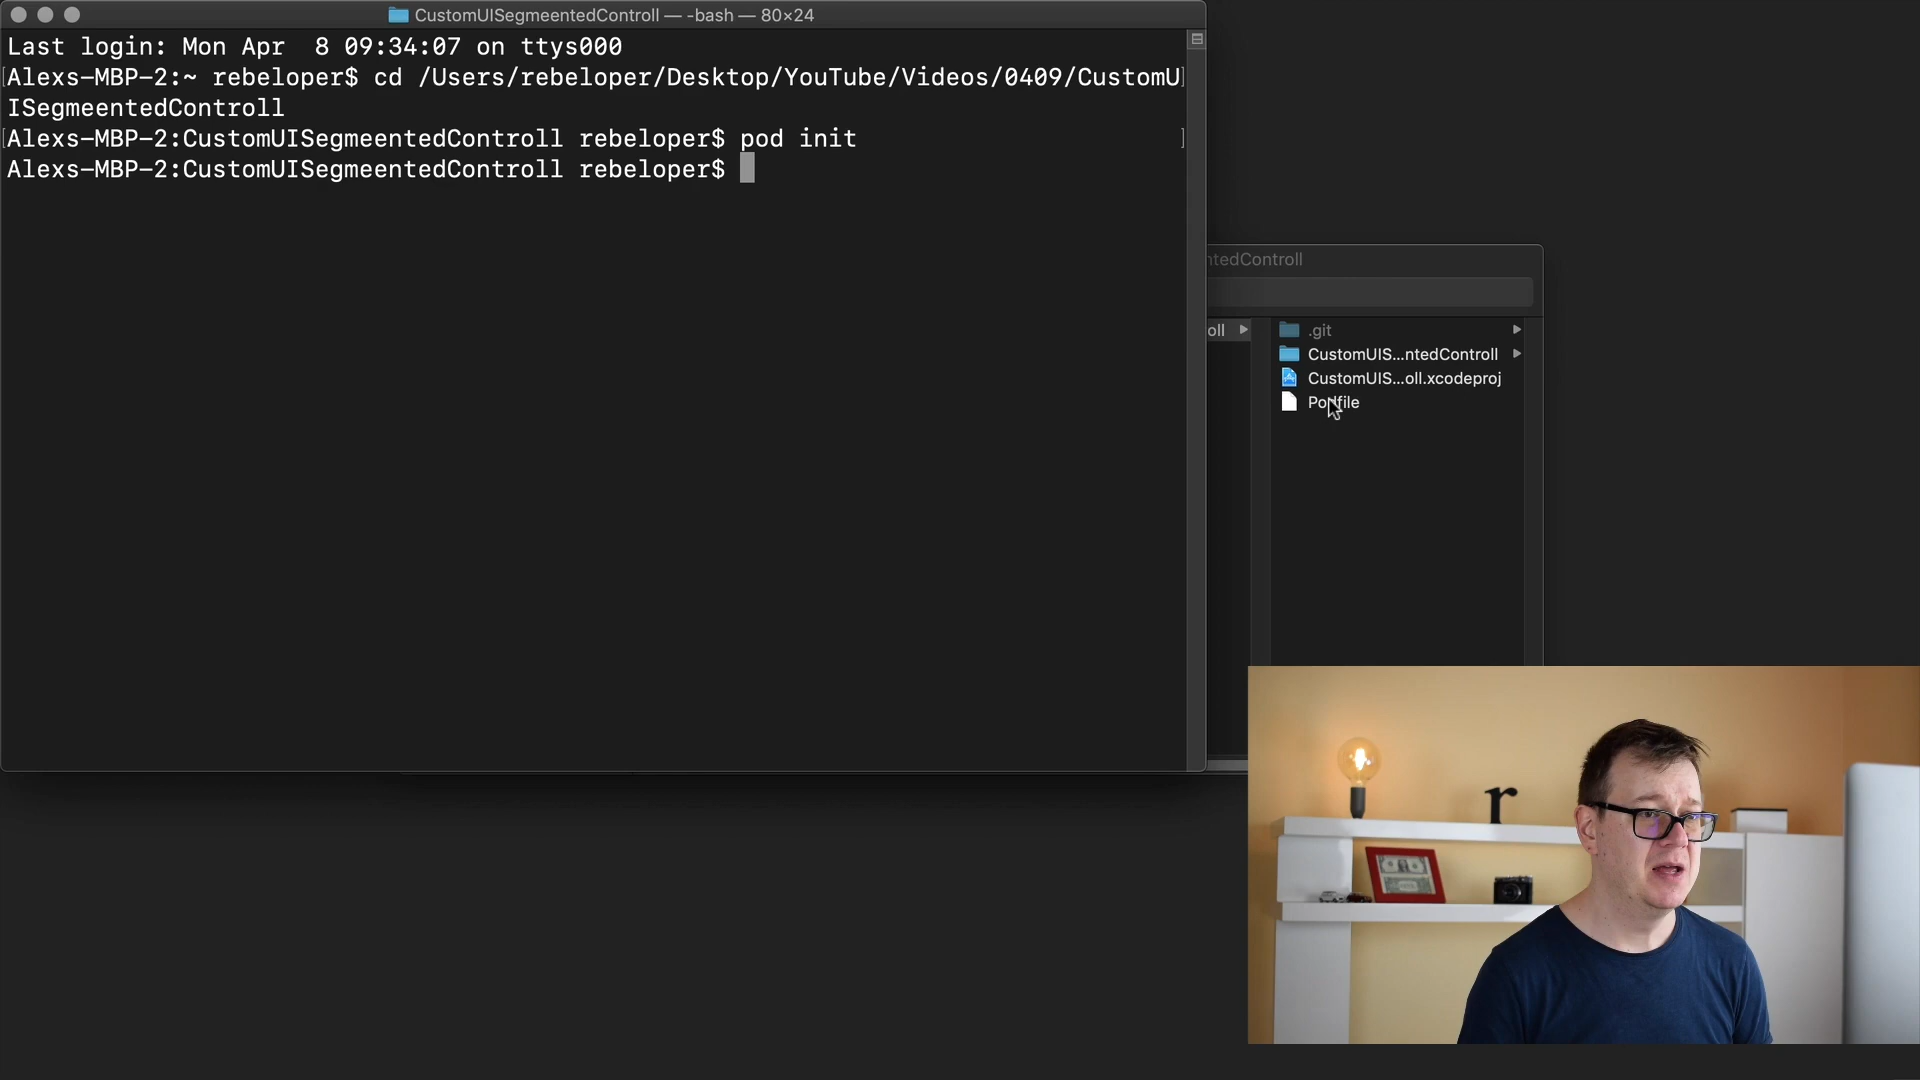 CustomUISegmeentedControll — -bash — 80×24
Last login: Mon Apr  8 09:34:07 on ttys000
[Alexs-MBP-2:~ rebeloper$ cd /Users/rebeloper/Desktop/YouTube/Videos/0409/CustomU]
ISegmeentedControll
[Alexs-MBP-2:CustomUISegmeentedControll rebeloper$ pod init ]
Alexs-MBP-2:CustomUISegmeentedControll rebeloper$
ntedControll
oll
.git
CustomUIS...ntedControll
CustomUIS...oll.xcodeproj
Podfile
r